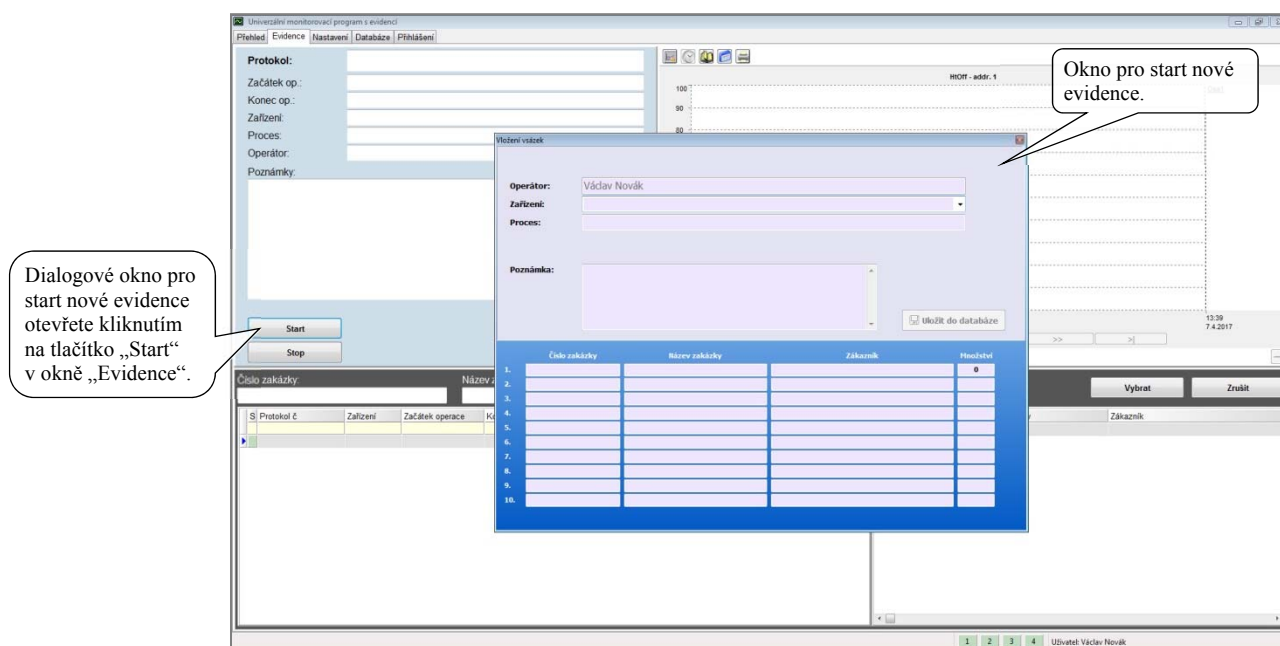 Univerzální monitorovací program s evidencí
Přehled Evidence Nastavení Databáze Přihlášení
Protokol:
Začátek op.:
Konec op.:
Zařízení:
Proces:
Operátor:
Poznámky:
HtOff - addr. 1
100
90
80
Okno pro start nové
evidence.
Vložení vsázek
Operátor: Václav Novák
Zařízení:
Proces:
Poznámka:
Uložit do databáze
Dialogové okno pro
start nové evidence
otevřete kliknutím
na tlačítko „Start“
v okně „Evidence“.
Start
Stop
13:39
7.4.2017
>> >|
Číslo zakázky Název zakázky Zákazník Množství
1. 0
2.
3.
4.
5.
6.
7.
8.
9.
10.
Číslo zakázky: Název z
Vybrat Zrušit
S Protokol č Zařízení Začátek operace Zákazník
1 2 3 4 Uživatel: Václav Novák